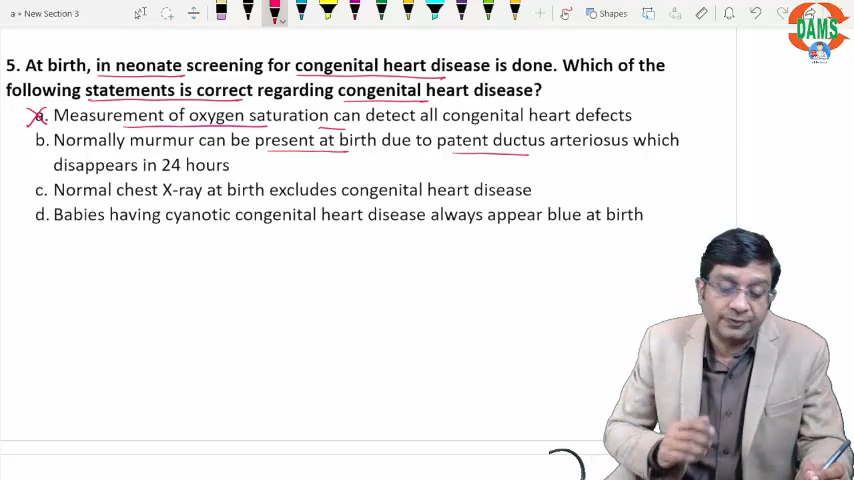 a » New Section 3
Shapes
DAMS
5. At birth, in neonate screening for congenital heart disease is done. Which of the
following statements is correct regarding congenital heart disease?
a. Measurement of oxygen saturation can detect all congenital heart defects
b. Normally murmur can be present at birth due to patent ductus arteriosus which
disappears in 24 hours
c. Normal chest X-ray at birth excludes congenital heart disease
d. Babies having cyanotic congenital heart disease always appear blue at birth